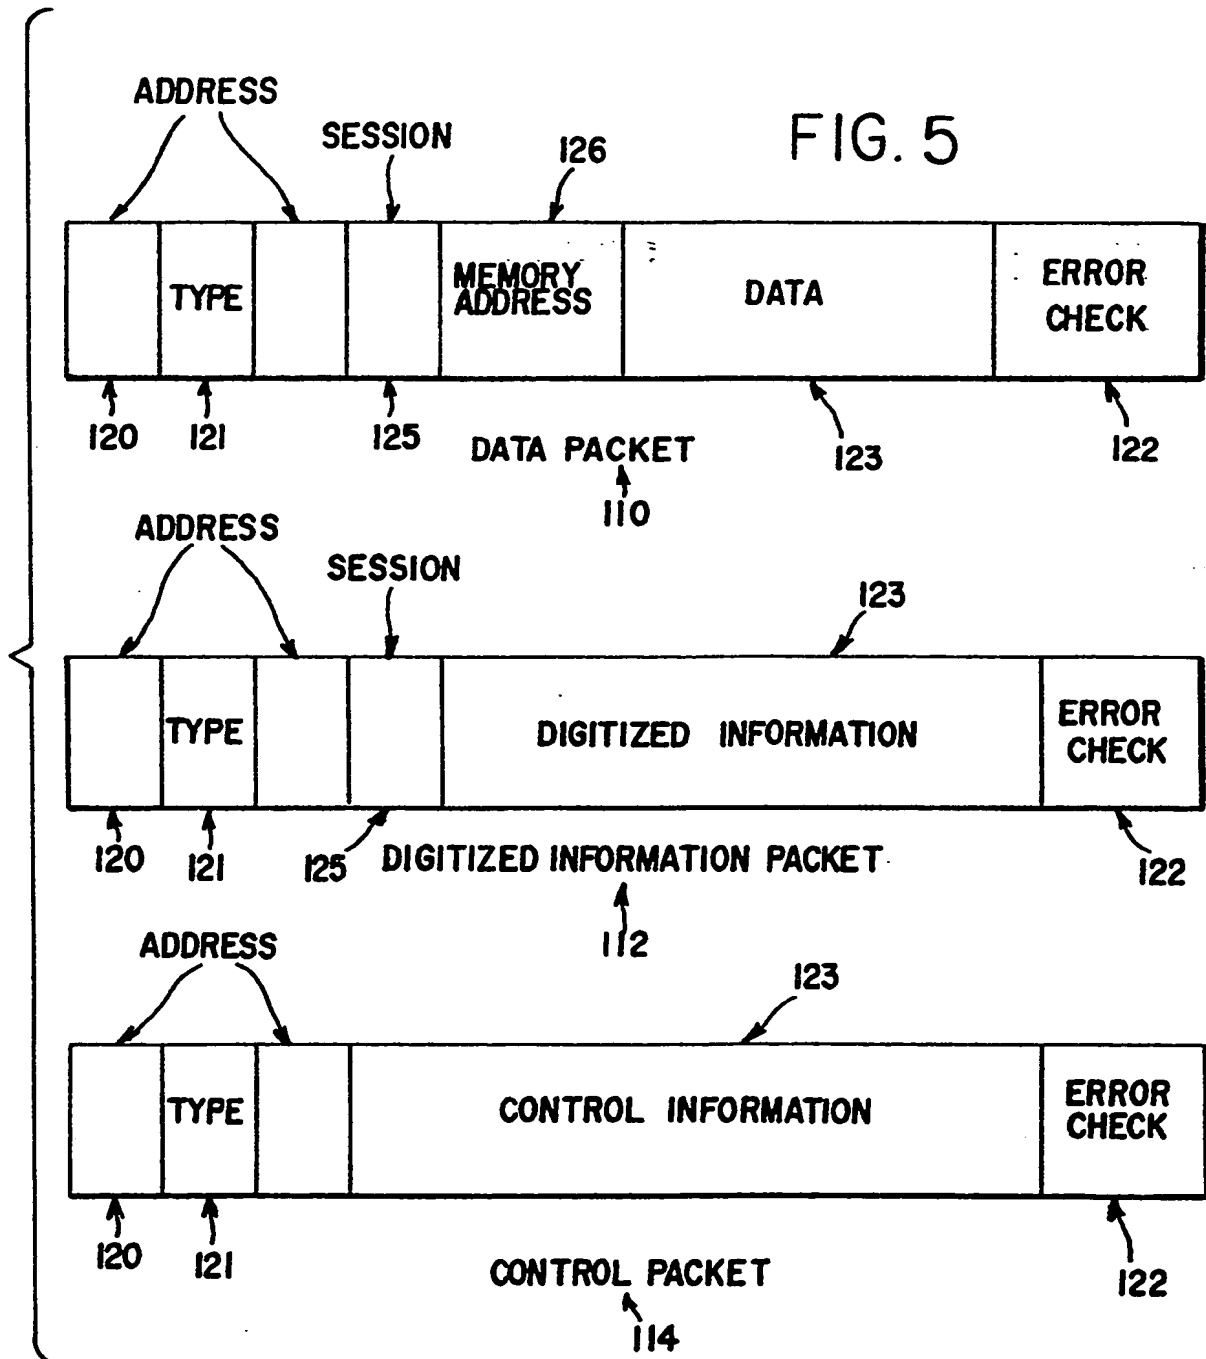 ADDRESS
SESSION
126
FIG. 5
TYPE
MEMORY
ADDRESS
DATA
ERROR
CHECK
120
121
125
DATA PACKET
123
122
110
ADDRESS
SESSION
123
TYPE
DIGITIZED INFORMATION
ERROR
CHECK
120
121
125
DIGITIZED INFORMATION PACKET
122
112
ADDRESS
123
TYPE
CONTROL INFORMATION
ERROR
CHECK
120
121
CONTROL PACKET
122
114